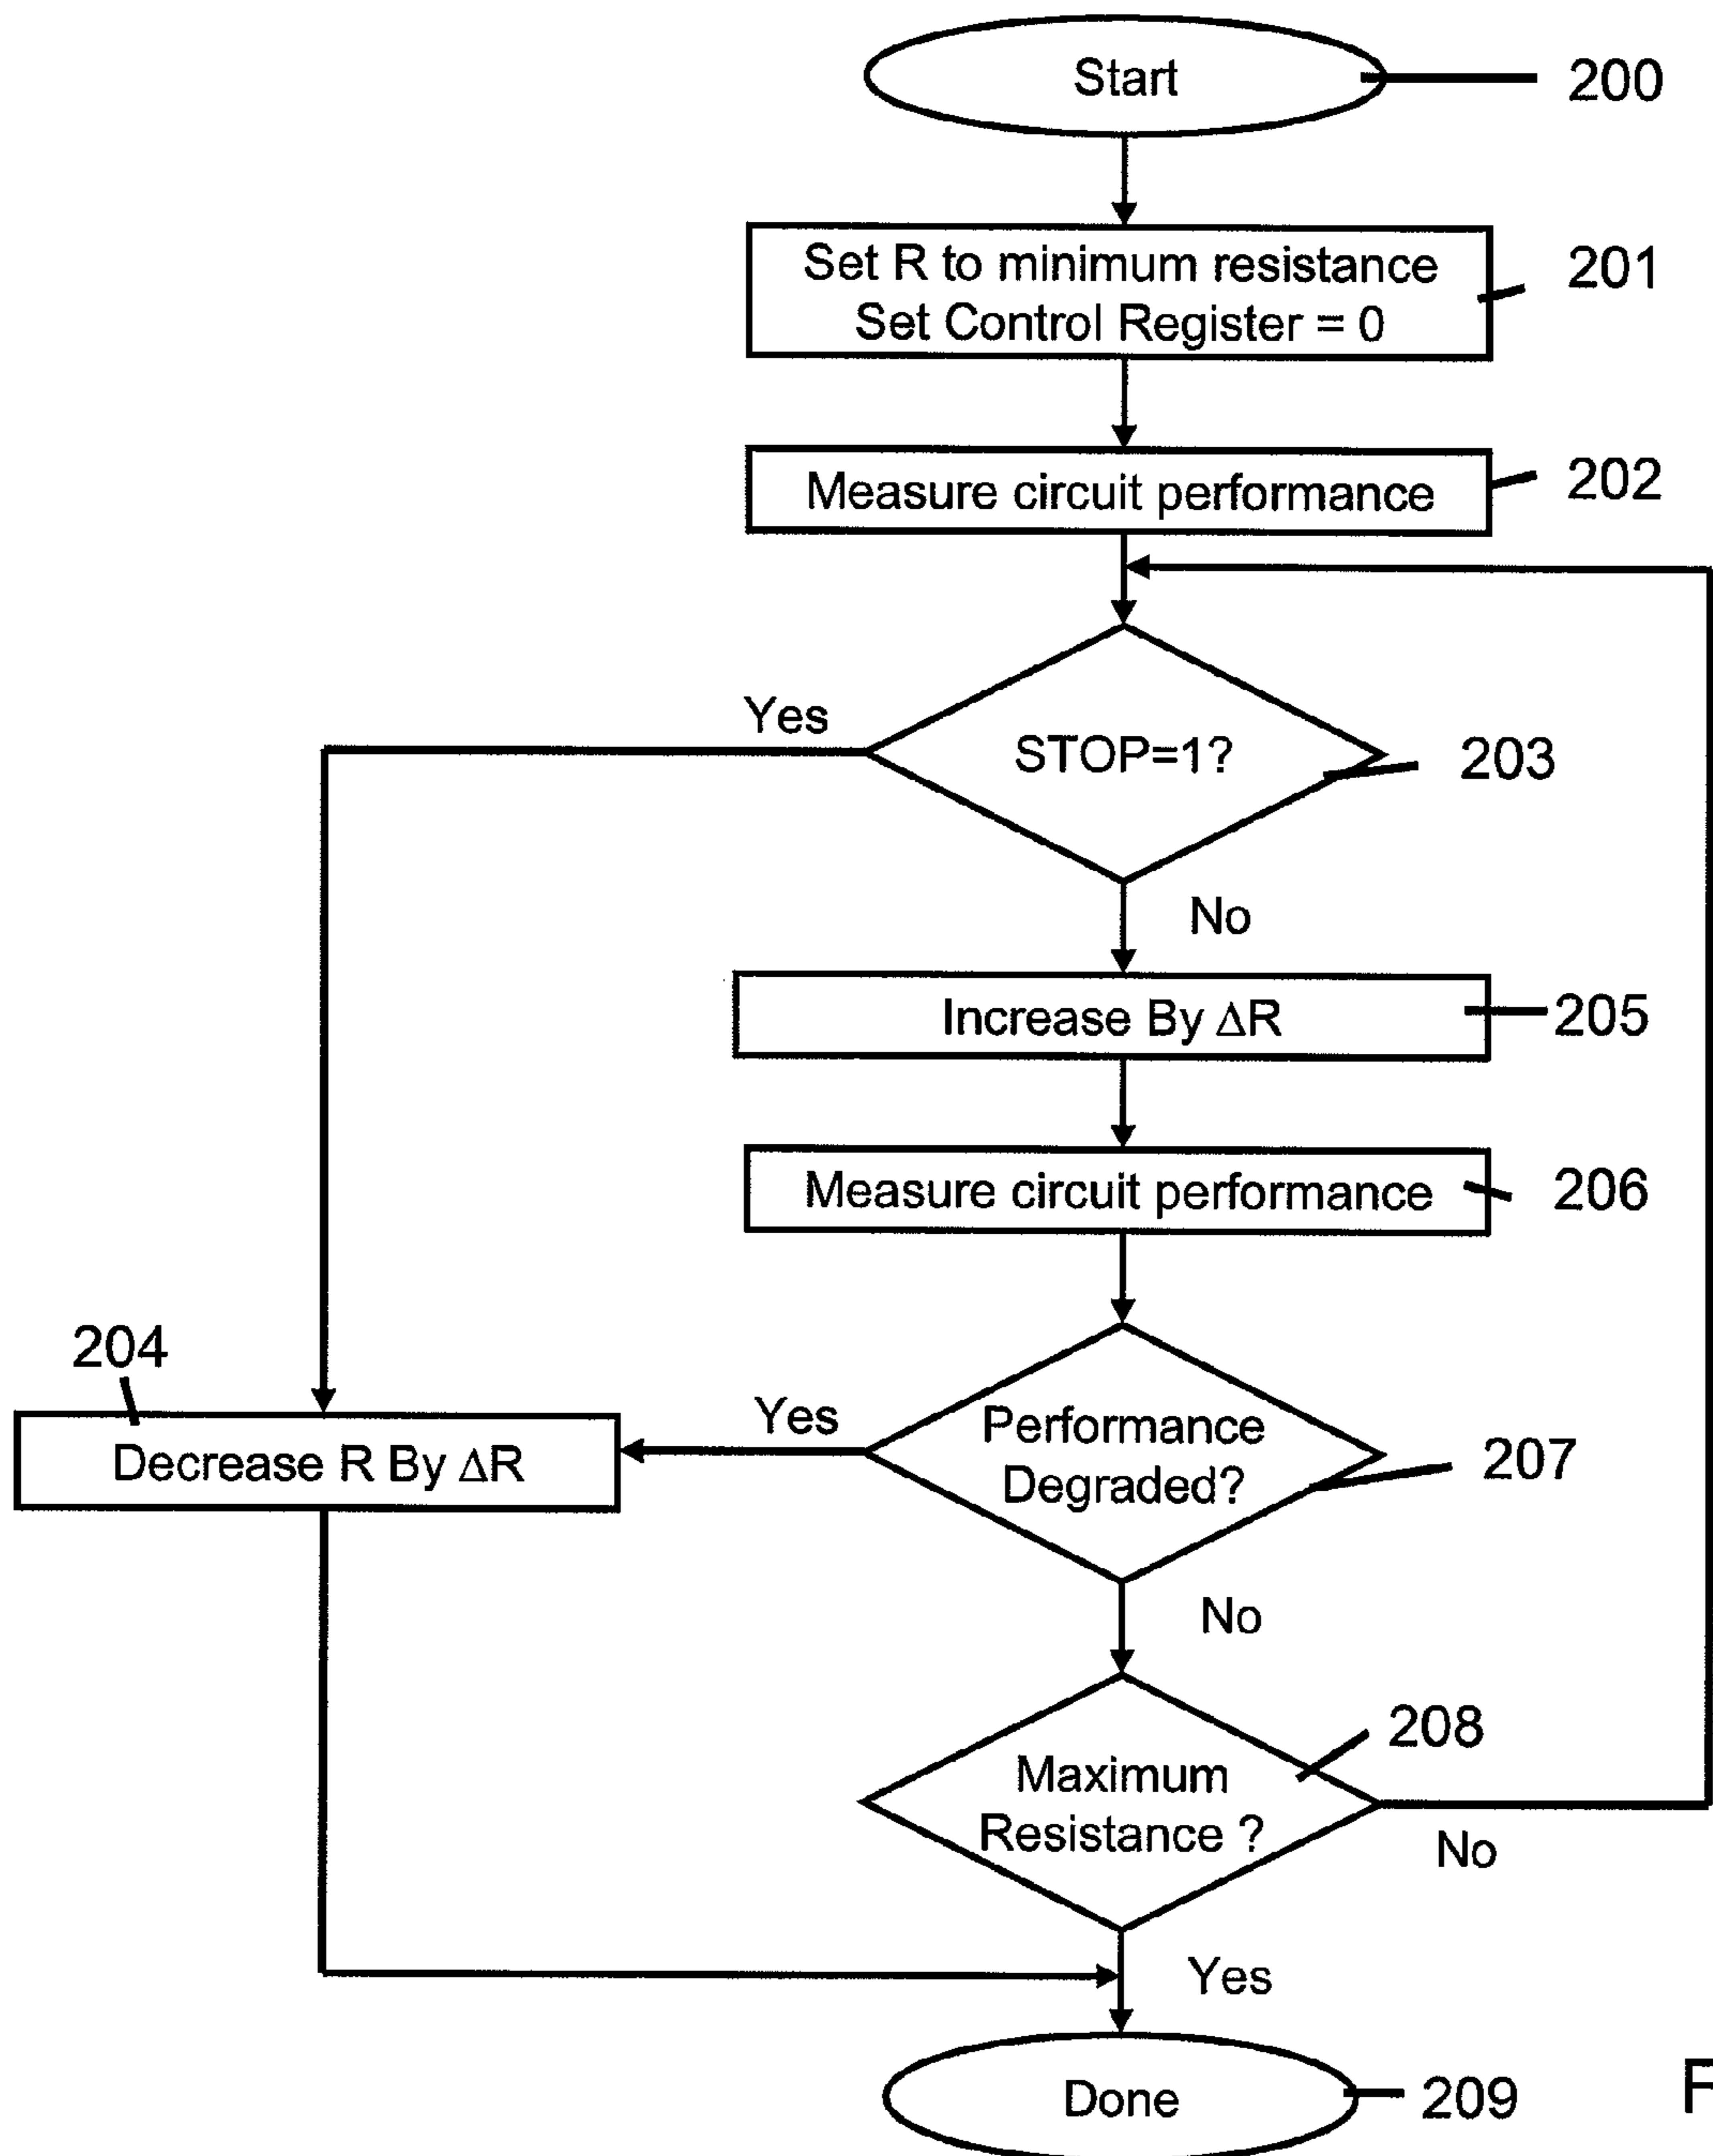 Start
200
Set R to minimum resistance
Set Control Register = 0
201
Measure circuit performance
202
Yes
STOP=1?
203
No
Increase By ΔR
205
Measure circuit performance
206
204
Decrease R By ΔR
Yes
Performance
Degraded?
207
No
208
Maximum
Resistance ?
No
Yes
Done
209